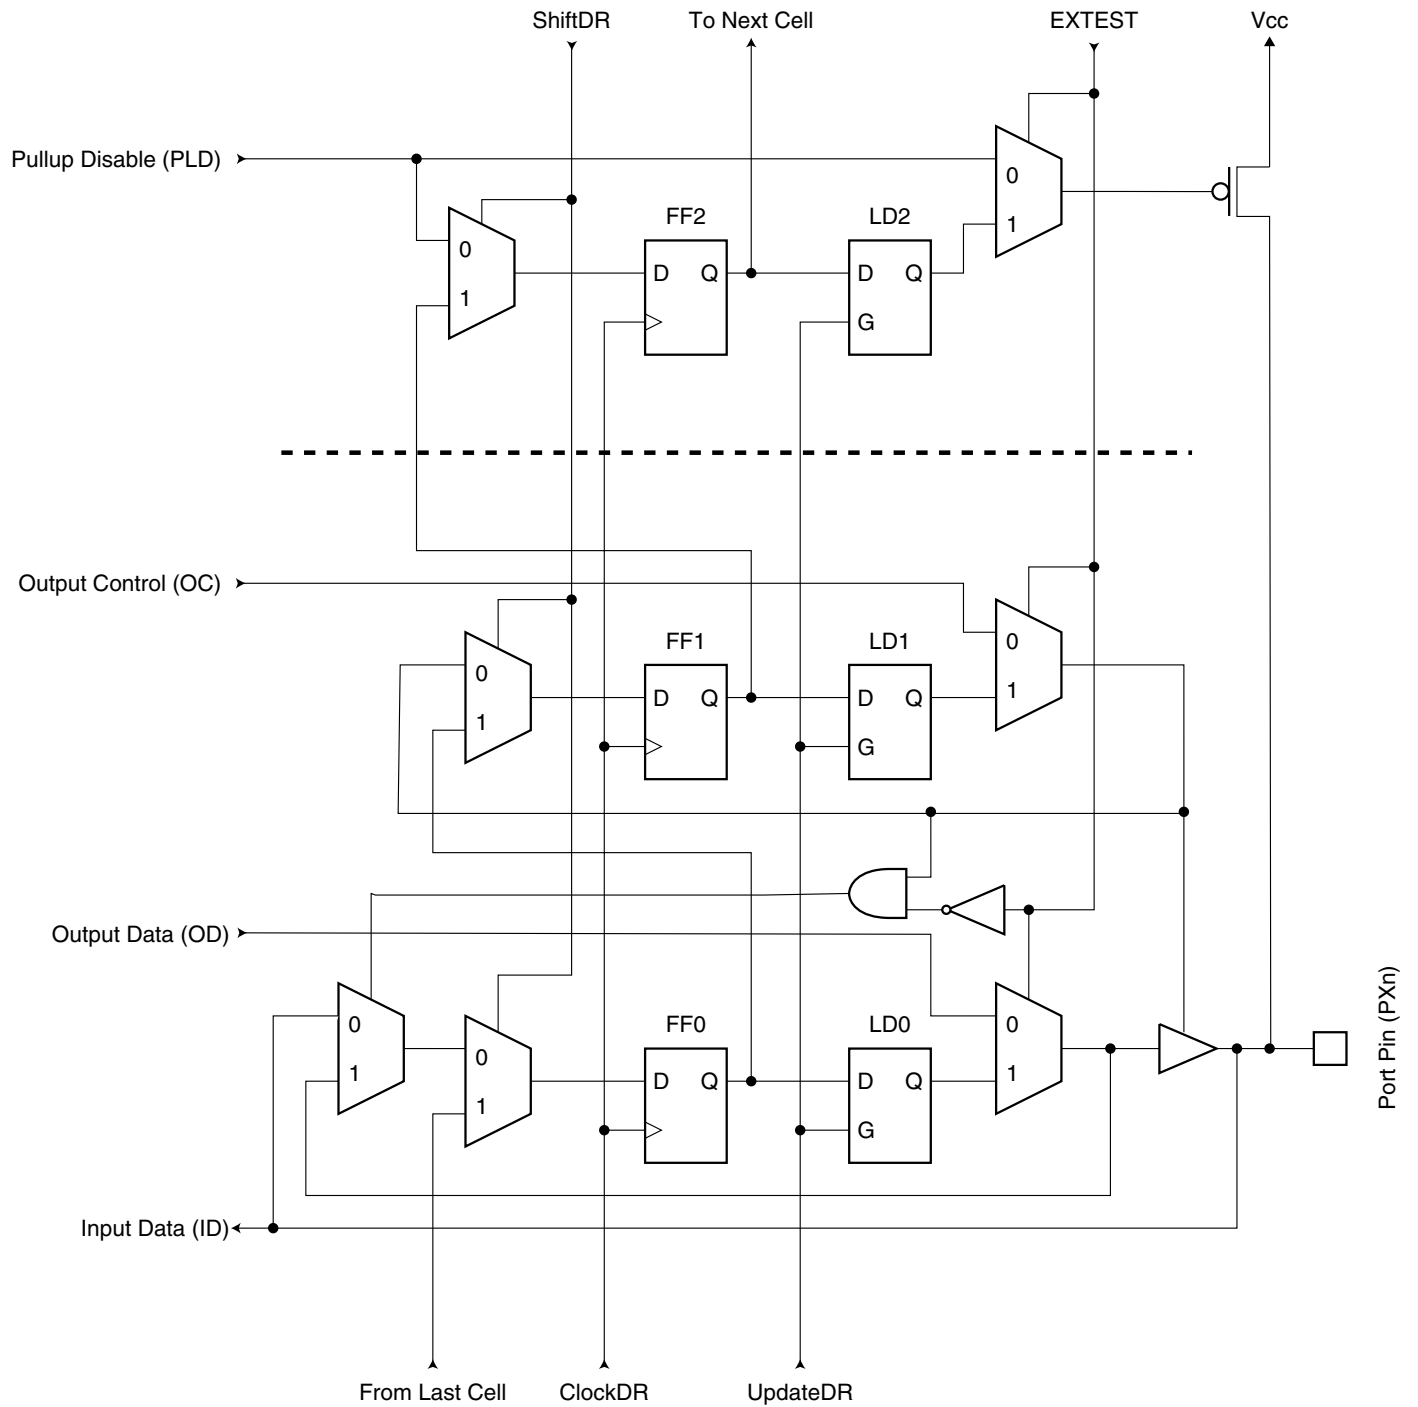 ShiftDR
To Next Cell
EXTEST
Vcc
Pullup Disable (PLD)
0
1
FF2
D Q
LD2
D Q
G
0
1
Output Control (OC)
0
1
FF1
D Q
LD1
D Q
G
0
1
Output Data (OD)
0
1
0
1
FF0
D Q
LD0
D Q
G
0
1
Port Pin (PXn)
Input Data (ID)
From Last Cell
ClockDR
UpdateDR